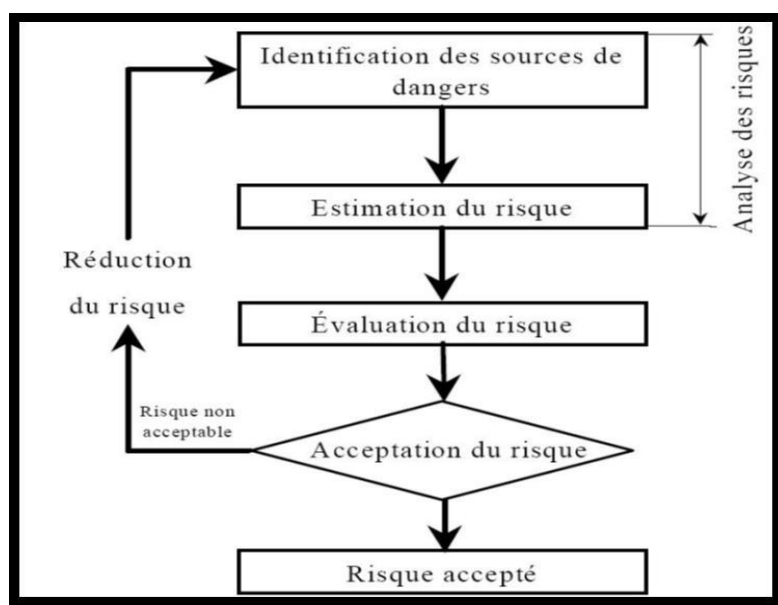 Identification des sources de
dangers
Analyse des risques
Estimation du risque
Réduction
du risque
Évaluation du risque
Risque non
acceptable
Acceptation du risque
Risque accepté